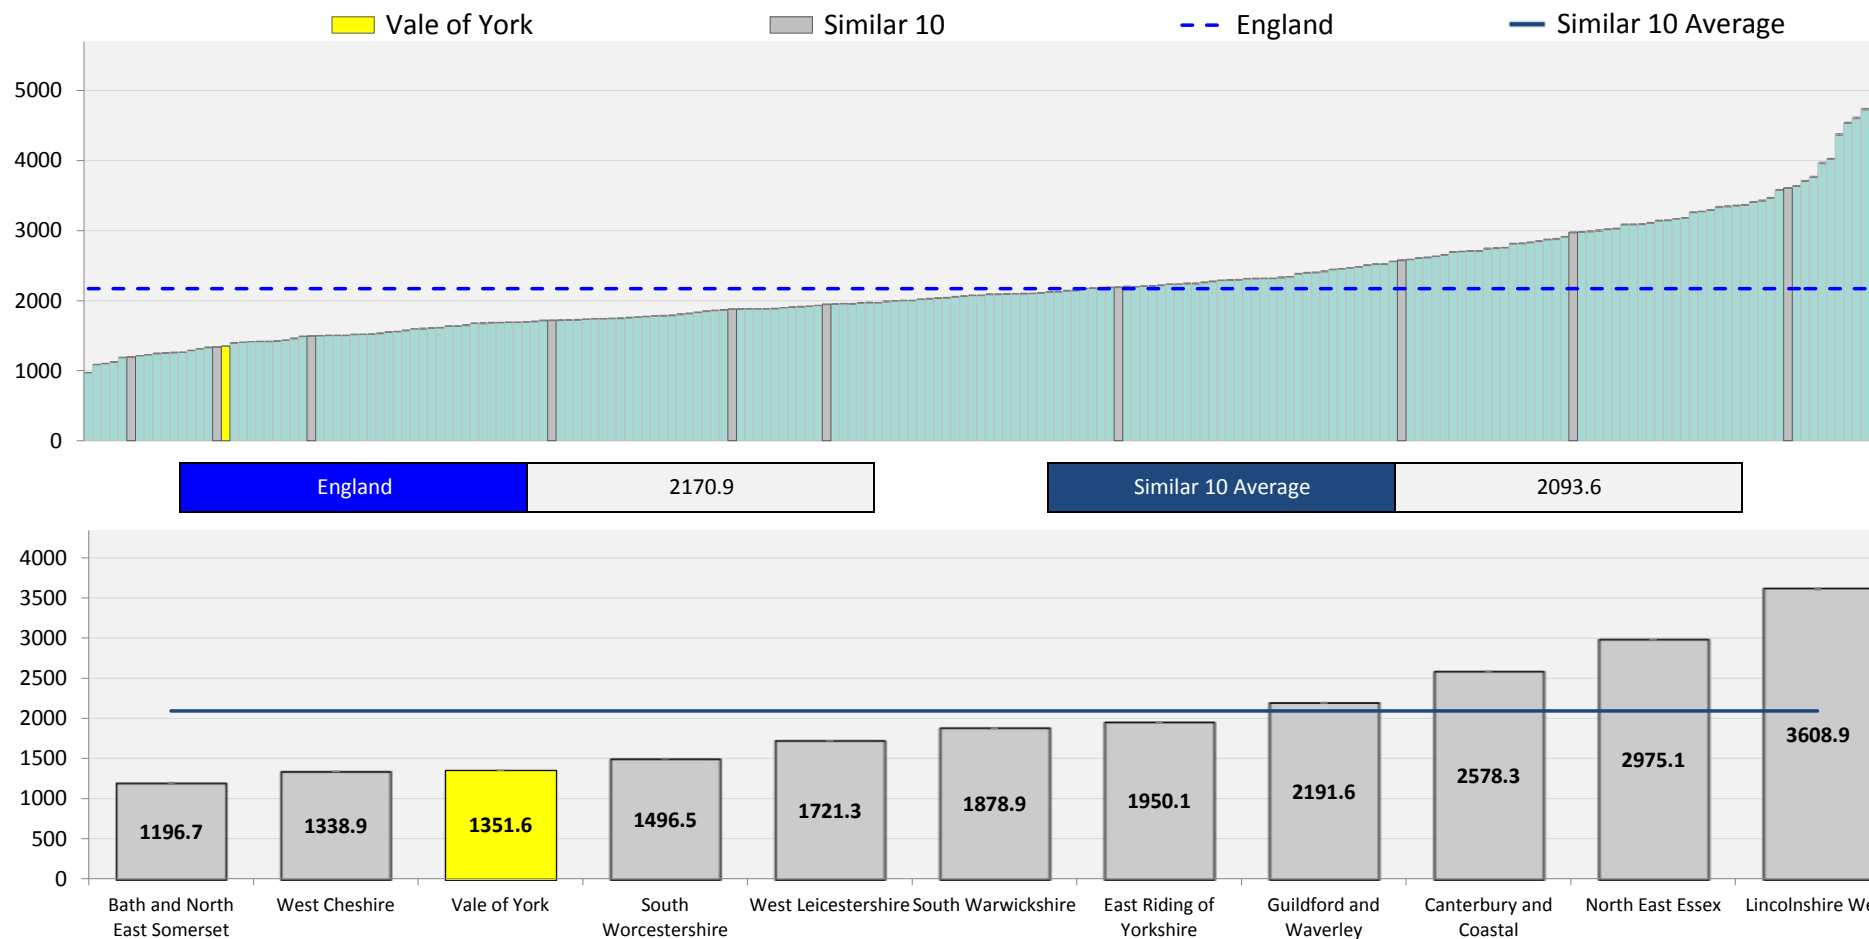 Vale of York
Similar 10
England
Similar 10 Average
5000
4000
3000
2000
1000
0
England
2170.9
Similar 10 Average
2093.6
4000
3500
3000
2500
2000
1500
1000
500
0
1196.7
1338.9
1351.6
1496.5
1721.3
1878.9
1950.1
2191.6
2578.3
2975.1
3608.9
Bath and North
East Somerset
West Cheshire
Vale of York
South
Worcestershire
West Leicestershire
South Warwickshire
East Riding of
Yorkshire
Guildford and
Waverley
Canterbury and
Coastal
North East Essex
Lincolnshire We